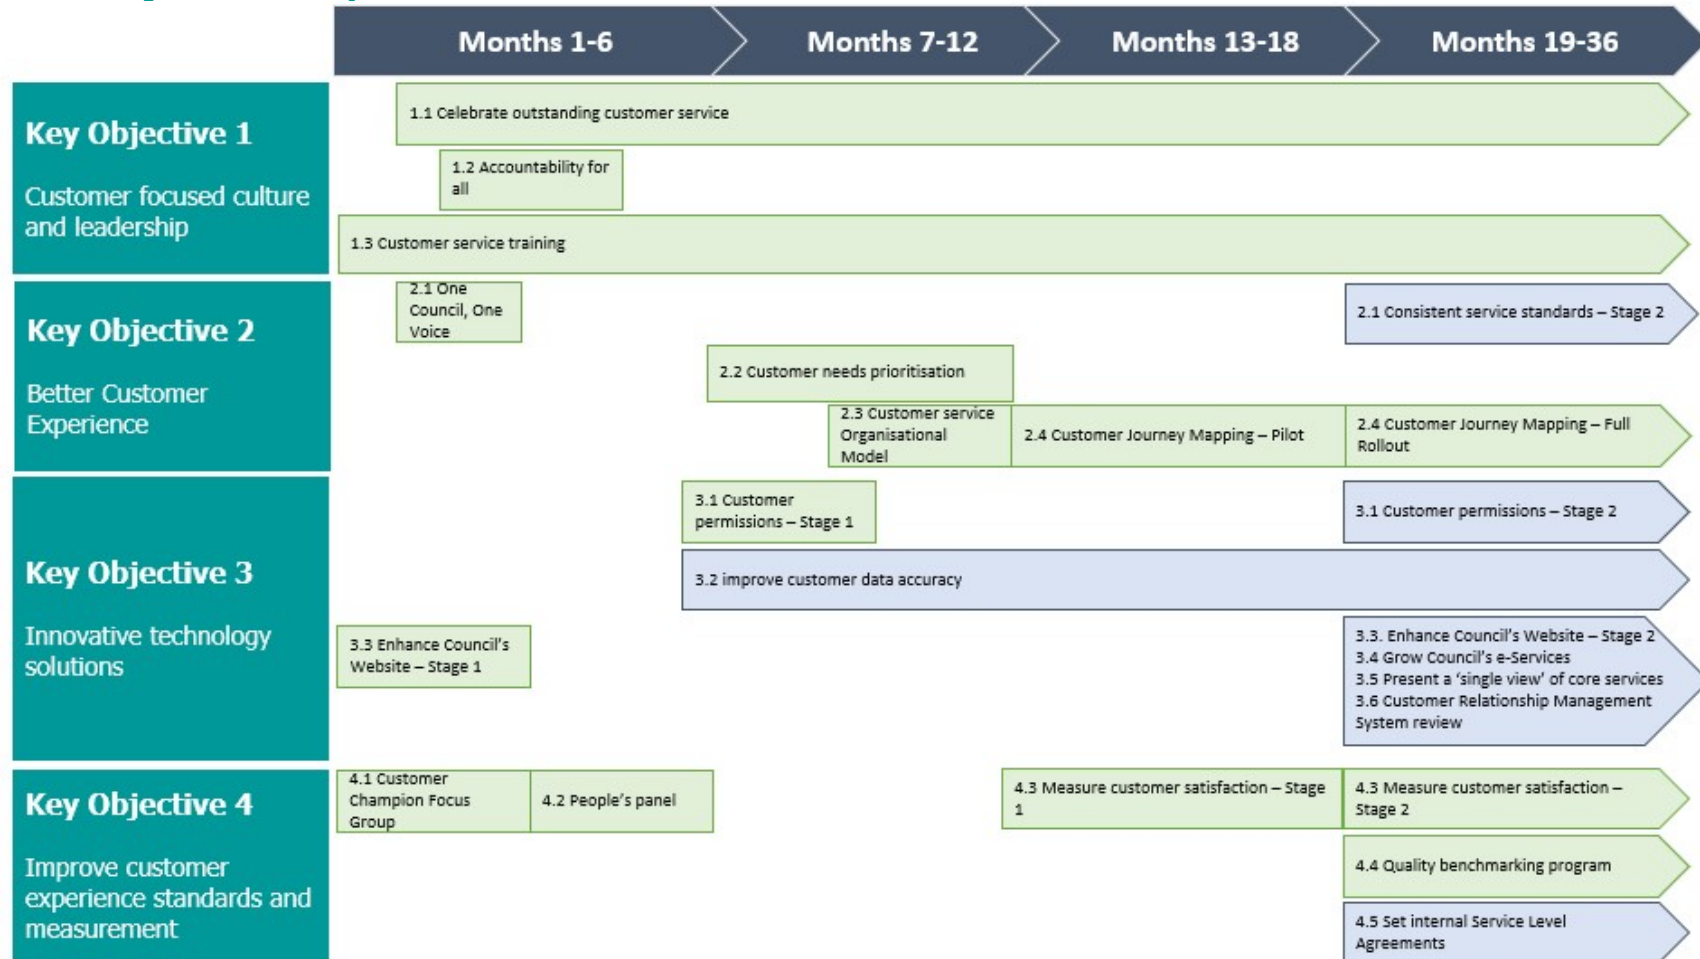 Months 1-6
Months 7-12
Months 13-18
Months 19-36
Key Objective 1
Customer focused culture
and leadership
1.1 Celebrate outstanding customer service
1.2 Accountability for
all
1.3 Customer service training
Key Objective 2
Better Customer
Experience
2.1 One
Council, One
Voice
2.1 Consistent service standards – Stage 2
2.2 Customer needs prioritisation
2.3 Customer service
Organisational
Model
2.4 Customer Journey Mapping – Pilot
2.4 Customer Journey Mapping – Full
Rollout
Key Objective 3
Innovative technology
solutions
3.1 Customer
permissions – Stage 1
3.1 Customer permissions – Stage 2
3.2 improve customer data accuracy
3.3 Enhance Council's
Website – Stage 1
3.3. Enhance Council's Website – Stage 2
3.4 Grow Council's e-Services
3.5 Present a 'single view' of core services
3.6 Customer Relationship Management
System review
Key Objective 4
Improve customer
experience standards and
measurement
4.1 Customer
Champion Focus
Group
4.2 People's panel
4.3 Measure customer satisfaction – Stage
1
4.3 Measure customer satisfaction –
Stage 2
4.4 Quality benchmarking program
4.5 Set internal Service Level
Agreements